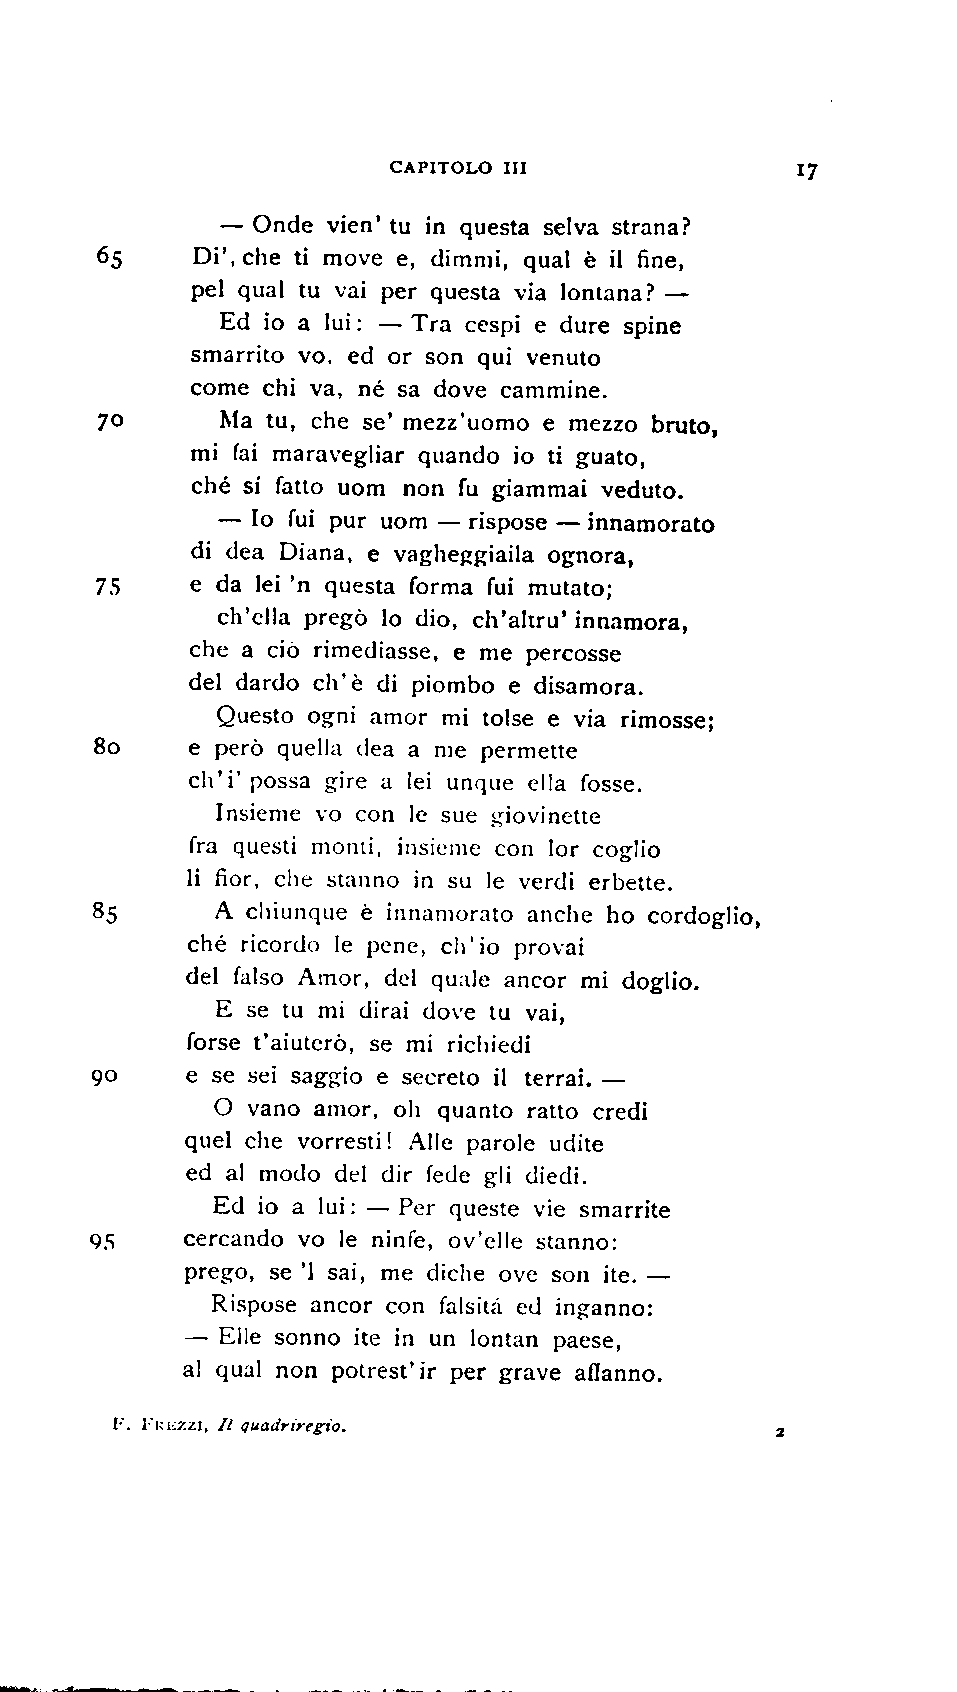 CAPITOLO III 17
— Onde vien' tu in questa selva strana?
65 Di', che ti move e, dimmi, qual è il fine,
pel qual tu vai per questa via lontana? —
Ed io a lui: — Tra cespi e dure spine
smarrito vo, ed or son qui venuto
come chi va, né sa dove cammine.
70 Ma tu, che se' mezz'uomo e mezzo bruto,
mi fai maravegliar quando io ti guato,
ché sí fatto uom non fu giammai veduto.
— Io fui pur uom — rispose — innamorato
di dea Diana, e vagheggiaila ognora,
75 e da lei 'n questa forma fui mutato;
ch'ella pregò lo dio, ch'altru' innamora,
che a ciò rimediasse, e me percosse
del dardo ch'è di piombo e disamora.
Questo ogni amor mi tolse e via rimosse;
80 e però quella dea a me permette
ch'i' possa gire a lei unque ella fosse.
Insieme vo con le sue giovinette
fra questi monti, insieme con lor coglio
li fior, che stanno in su le verdi erbette.
85 A chiunque è innamorato anche ho cordoglio,
ché ricordo le pene, ch'io provai
del falso Amor, del quale ancor mi doglio.
E se tu mi dirai dove tu vai,
forse t'aiuterò, se mi richiedi
90 e se sei saggio e secreto il terrai. —
O vano amor, oh quanto ratto credi
quel che vorresti! Alle parole udite
ed al modo del dir fede gli diedi.
Ed io a lui: — Per queste vie smarrite
95 cercando vo le ninfe, ov'elle stanno:
prego, se 'l sai, me diche ove son ite. —
Rispose ancor con falsitá ed inganno:
— Elle sonno ite in un lontan paese,
al qual non potrest'ir per grave affanno.
F. FREZZI, Il quadriregio. 2